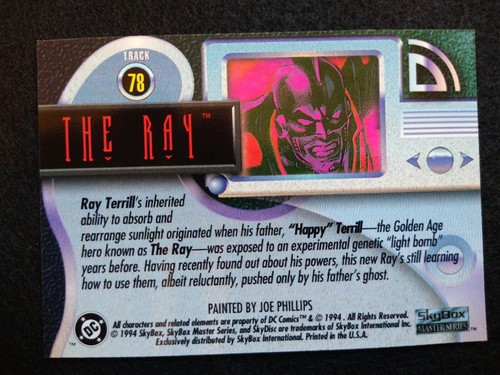 TRACK
78
THE RAY™
Ray Terrill's inherited
ability to absorb and
rearrange sunlight originated when his father, "Happy" Terrill—the Golden Age
hero known as The Ray—was exposed to an experimental genetic "light bomb"
years before. Having recently found out about his powers, this new Ray's still learning
how to use them, albeit reluctantly, pushed only by his father's ghost.
PAINTED BY JOE PHILLIPS
DC
™
All characters and related elements are property of DC Comics™ & © 1994. All Rights Reserved.
© 1994 SkyBox, SkyBox Master Series, and SkyDisc are trademarks of SkyBox International Inc.
Exclusively distributed by SkyBox International. Printed in the U.S.A.
SkyBox
MASTER SERIES
™